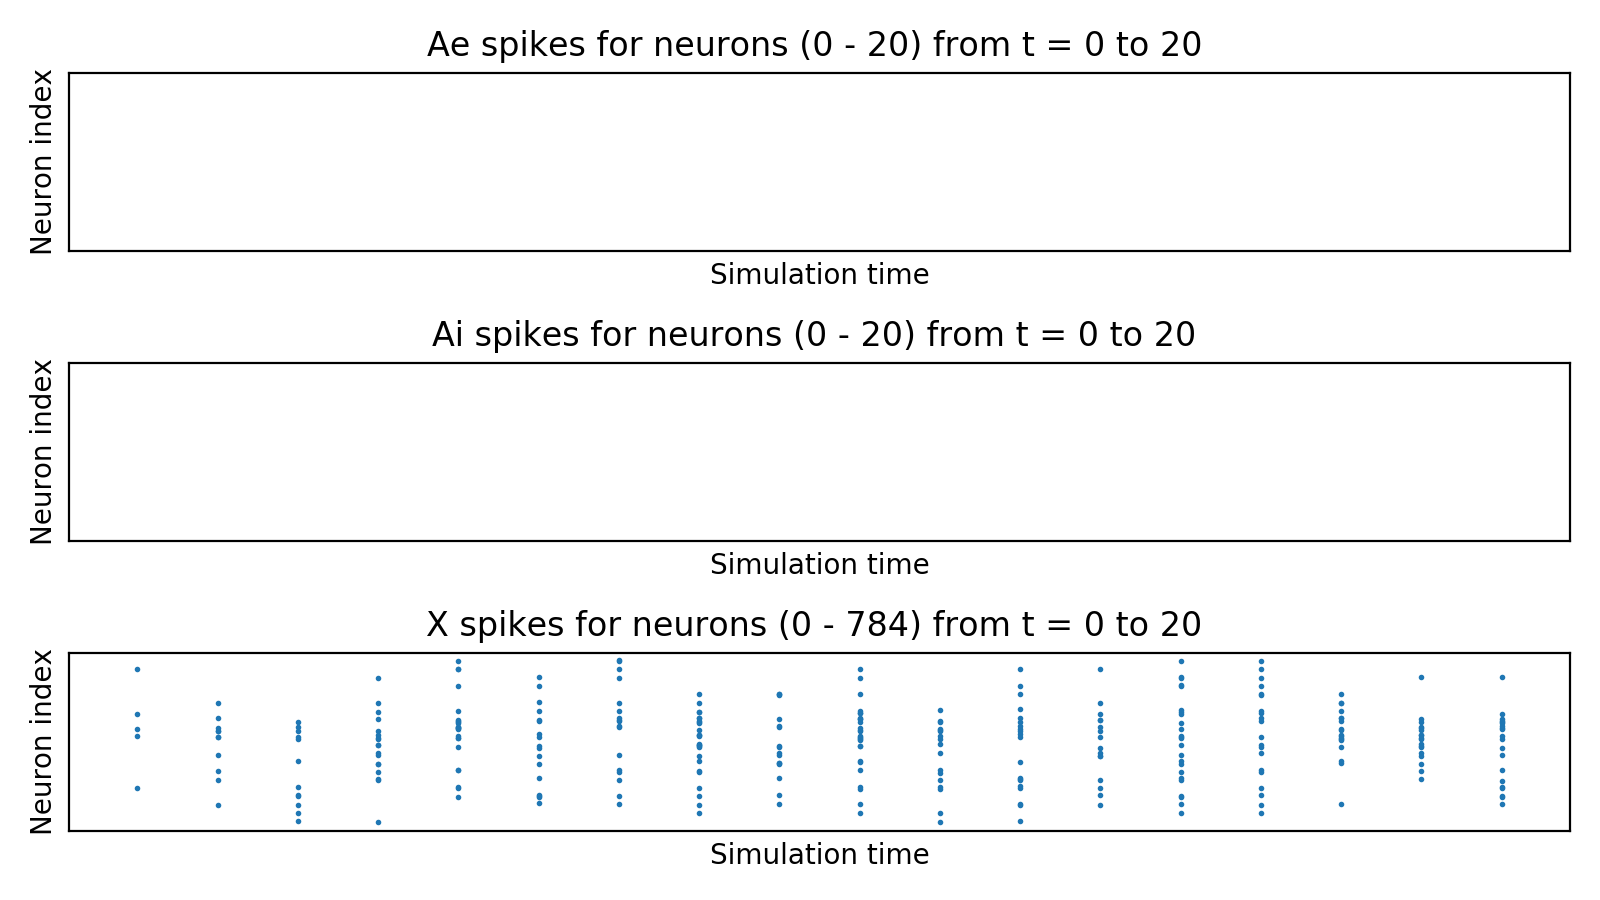 Ae spikes for neurons (0 - 20) from t = 0 to 20
Neuron index
Simulation time
Ai spikes for neurons (0 - 20) from t = 0 to 20
Neuron index
Simulation time
X spikes for neurons (0 - 784) from t = 0 to 20
Neuron index
Simulation time